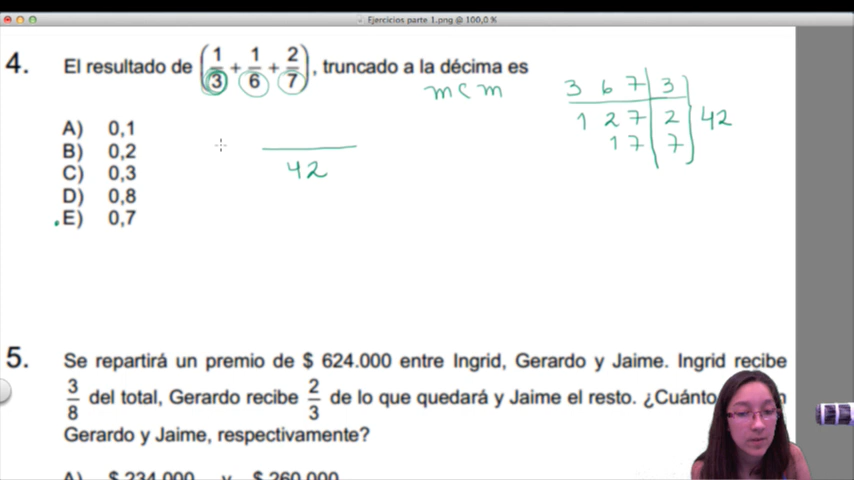 Ejercicios parte 1.png @ 100,0 %
4. El resultado de (1/3 + 1/6 + 2/7), truncado a la décima es
mcm
3 6 7 | 3
1 2 7 | 2
1 7 | 7
42
42
A) 0,1
B) 0,2
C) 0,3
D) 0,8
E) 0,7
5. Se repartirá un premio de $ 624.000 entre Ingrid, Gerardo y Jaime. Ingrid recibe
3/8 del total, Gerardo recibe 2/3 de lo que quedará y Jaime el resto. ¿Cuánto
Gerardo y Jaime, respectivamente?
A) $ 234.000 y $ 260.000